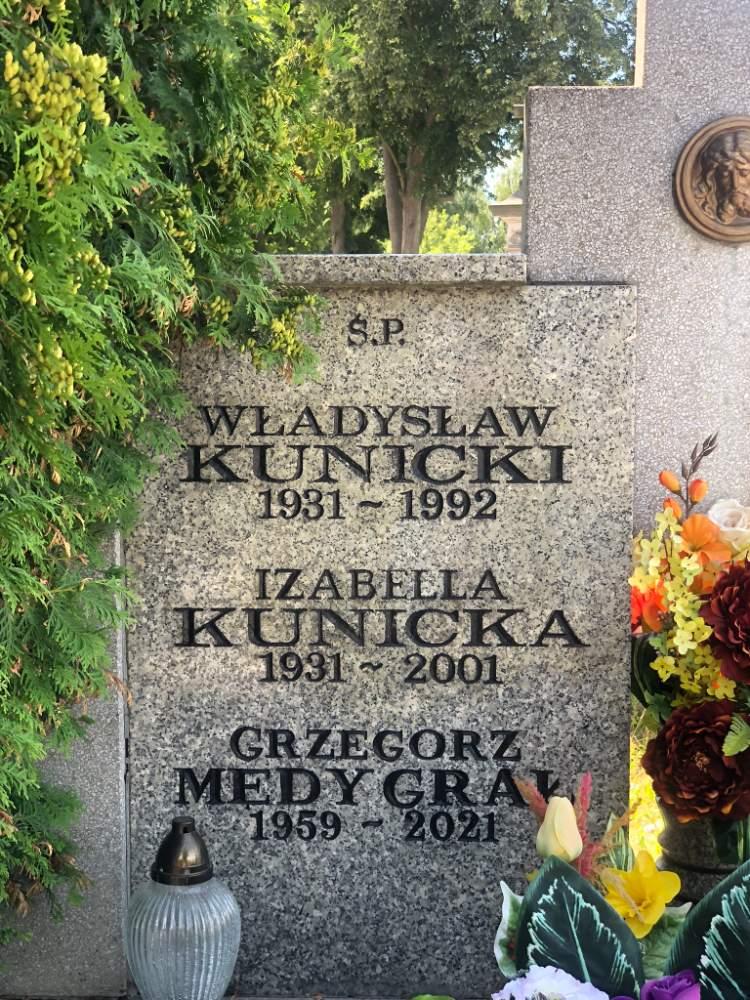 Ś.P.
WŁADYSŁAW
KUNICKI
1931 ~ 1992
IZABELLA
KUNICKA
1931 ~ 2001
GRZEGORZ
MEDYGRAŁ
1959 ~ 2021